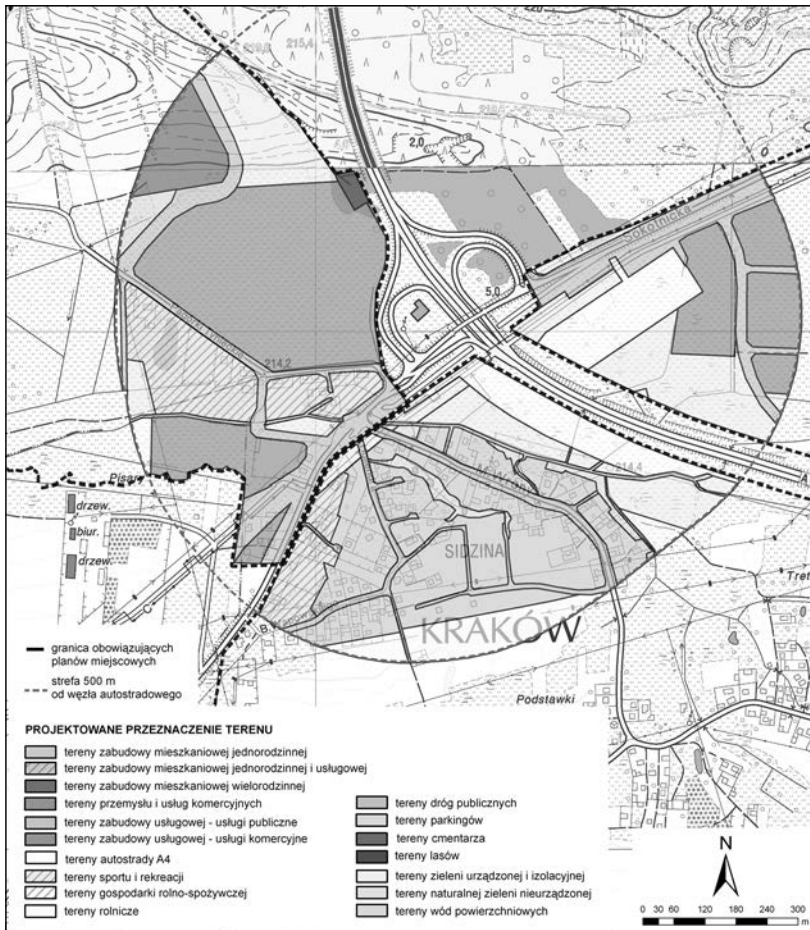 220
215,4
2,0
Sokolnicka
5,0
214,2
214,4
A
drzew.
biur.
drzew.
SIDZINA
KRAKÓW
Podstawki
granica obowiązujących
planów miejscowych
strefa 500 m
od węzła autostradowego
PROJEKTOWANE PRZEZNACZENIE TERENU
tereny zabudowy mieszkaniowej jednorodzinnej
tereny zabudowy mieszkaniowej jednorodzinnej i usługowej
tereny zabudowy mieszkaniowej wielorodzinnej
tereny przemysłu i usług komercyjnych
tereny zabudowy usługowej - usługi publiczne
tereny zabudowy usługowej - usługi komercyjne
tereny autostrady A4
tereny sportu i rekreacji
tereny gospodarki rolno-spożywczej
tereny rolnicze
tereny dróg publicznych
tereny parkingów
tereny cmentarza
tereny lasów
tereny zieleni urządzonej i izolacyjnej
tereny naturalnej zieleni nieurządzonej
tereny wód powierzchniowych
N
0 30 60 120 180 240 300
m